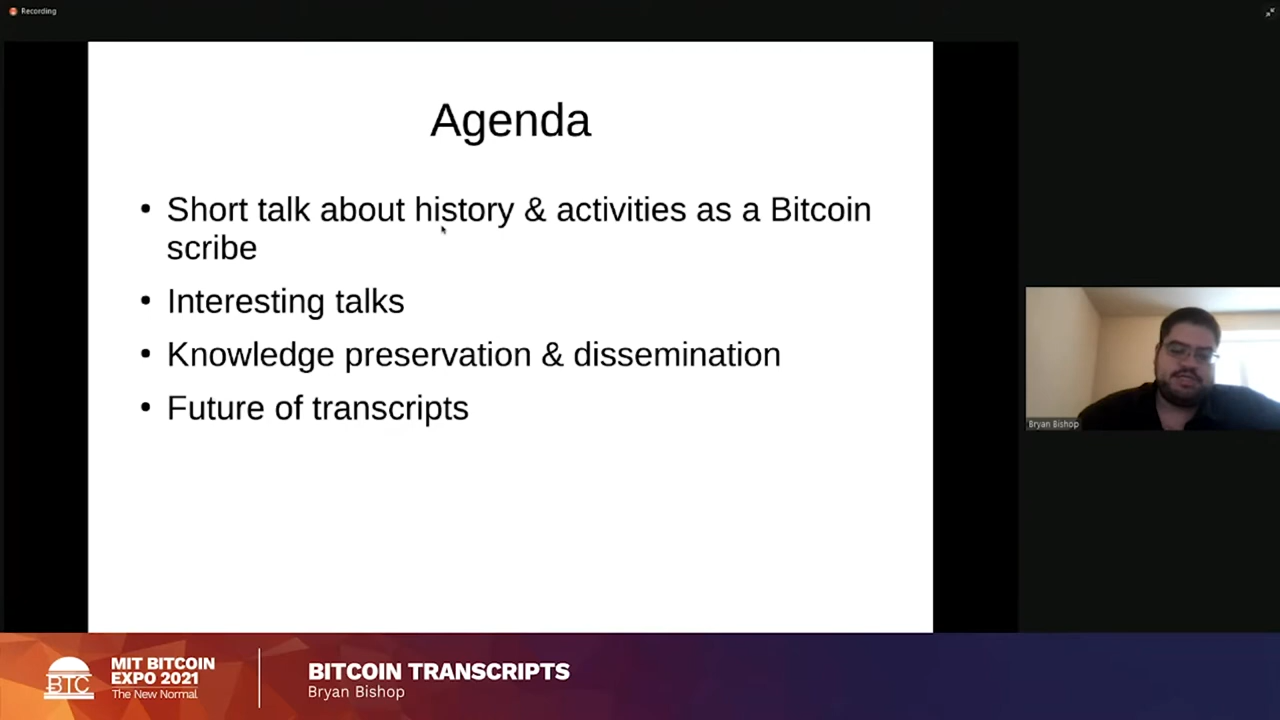 Recording
Agenda
• Short talk about history & activities as a Bitcoin
scribe
• Interesting talks
• Knowledge preservation & dissemination
• Future of transcripts
Bryan Bishop
BTC
MIT BITCOIN
EXPO 2021
The New Normal
BITCOIN TRANSCRIPTS
Bryan Bishop